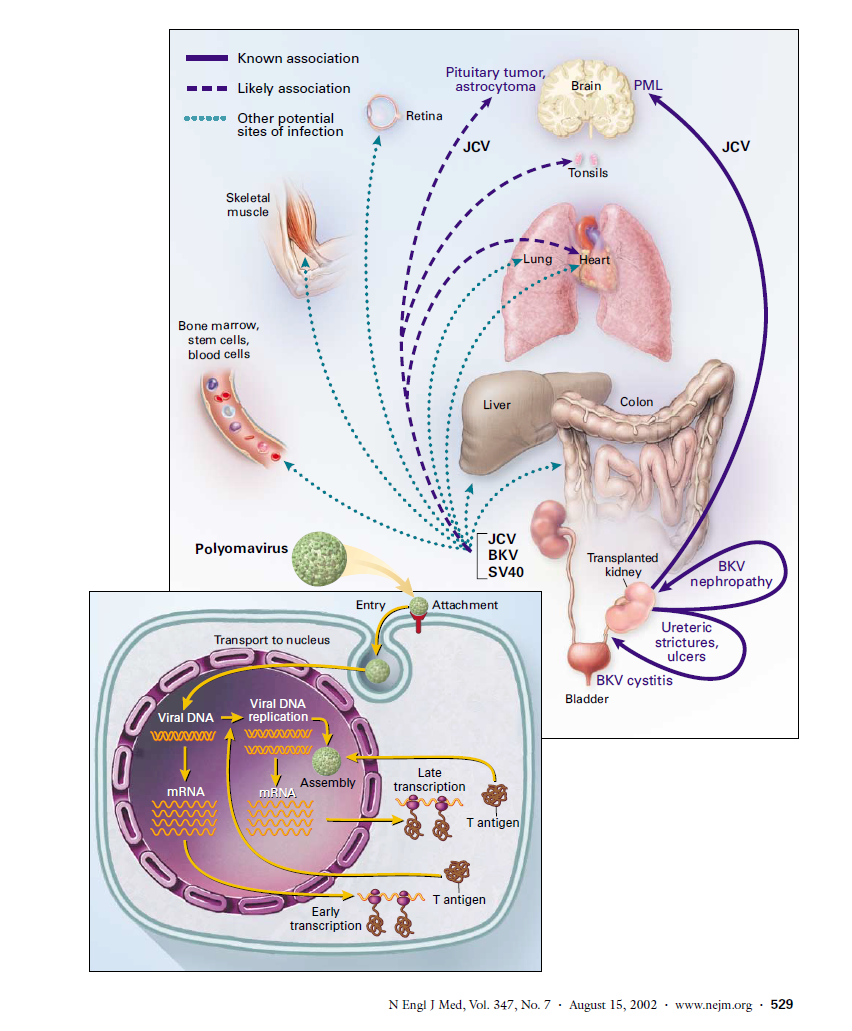 Known association
Likely association
Other potential
sites of infection
Pituitary tumor,
astrocytoma
Brain
PML
Retina
JCV
JCV
Tonsils
Skeletal
muscle
Lung
Heart
Bone marrow,
stem cells,
blood cells
Liver
Colon
Polyomavirus
JCV
BKV
SV40
Transplanted
kidney
BKV
nephropathy
Ureteric
strictures,
ulcers
BKV cystitis
Bladder
Entry
Attachment
Transport to nucleus
Viral DNA
Viral DNA
replication
Assembly
mRNA
mRNA
Late
transcription
T antigen
T antigen
Early
transcription
N Engl J Med, Vol. 347, No. 7 · August 15, 2002 · www.nejm.org · 529